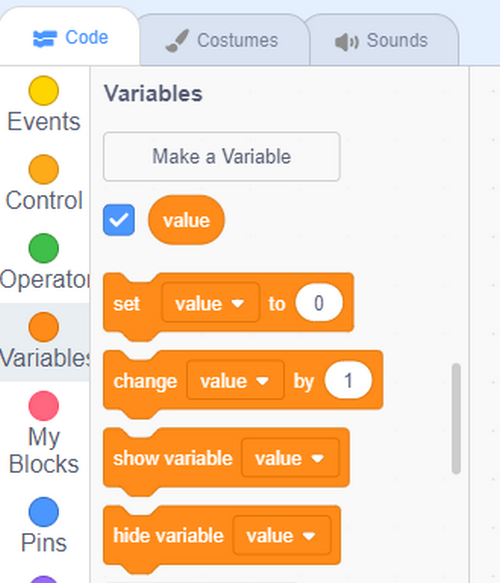 Code Costumes Sounds
Events
Control
Operator
Variables
My
Blocks
Pins
Variables
Make a Variable
value
set value to 0
change value by 1
show variable value
hide variable value